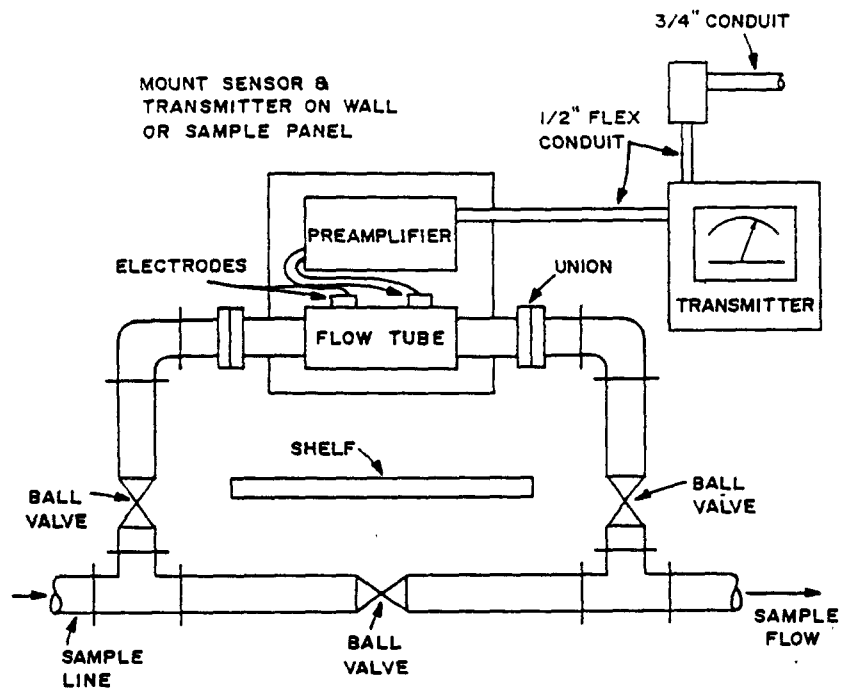 3/4" CONDUIT
MOUNT SENSOR &
TRANSMITTER ON WALL
OR SAMPLE PANEL
1/2" FLEX
CONDUIT
PREAMPLIFIER
ELECTRODES
UNION
TRANSMITTER
FLOW TUBE
SHELF
BALL
VALVE
BALL
VALVE
SAMPLE
LINE
BALL
VALVE
SAMPLE
FLOW